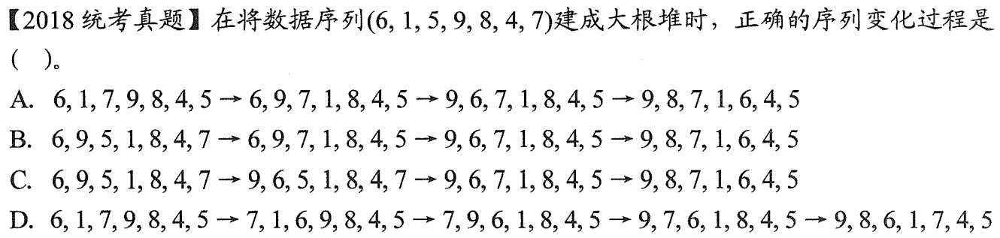 【2018 统考真题】在将数据序列(6, 1, 5, 9, 8, 4, 7)建成大根堆时，正确的序列变化过程是
(  )。
A. 6, 1, 7, 9, 8, 4, 5 → 6, 9, 7, 1, 8, 4, 5 → 9, 6, 7, 1, 8, 4, 5 → 9, 8, 7, 1, 6, 4, 5
B. 6, 9, 5, 1, 8, 4, 7 → 6, 9, 7, 1, 8, 4, 5 → 9, 6, 7, 1, 8, 4, 5 → 9, 8, 7, 1, 6, 4, 5
C. 6, 9, 5, 1, 8, 4, 7 → 9, 6, 5, 1, 8, 4, 7 → 9, 6, 7, 1, 8, 4, 5 → 9, 8, 7, 1, 6, 4, 5
D. 6, 1, 7, 9, 8, 4, 5 → 7, 1, 6, 9, 8, 4, 5 → 7, 9, 6, 1, 8, 4, 5 → 9, 7, 6, 1, 8, 4, 5 → 9, 8, 6, 1, 7, 4, 5